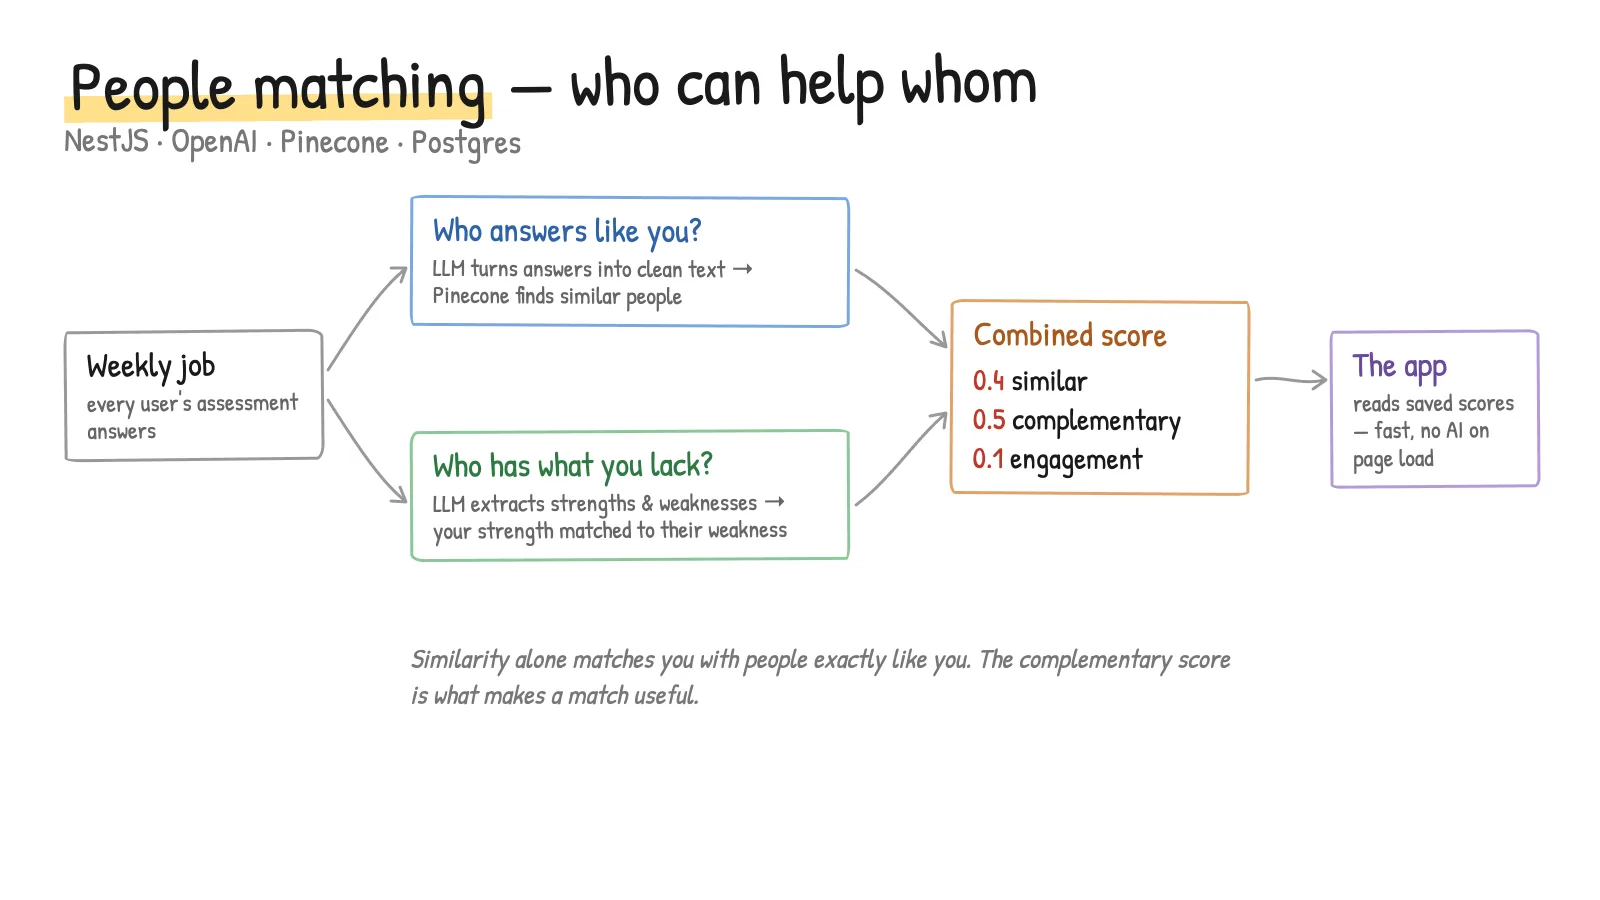 People matching — who can help whom
NestJS · OpenAI · Pinecone · Postgres
Weekly job
every user's assessment
answers
Who answers like you?
LLM turns answers into clean text →
Pinecone finds similar people
Who has what you lack?
LLM extracts strengths & weaknesses →
your strength matched to their weakness
Combined score
0.4 similar
0.5 complementary
0.1 engagement
The app
reads saved scores
— fast, no AI on
page load
Similarity alone matches you with people exactly like you. The complementary score
is what makes a match useful.